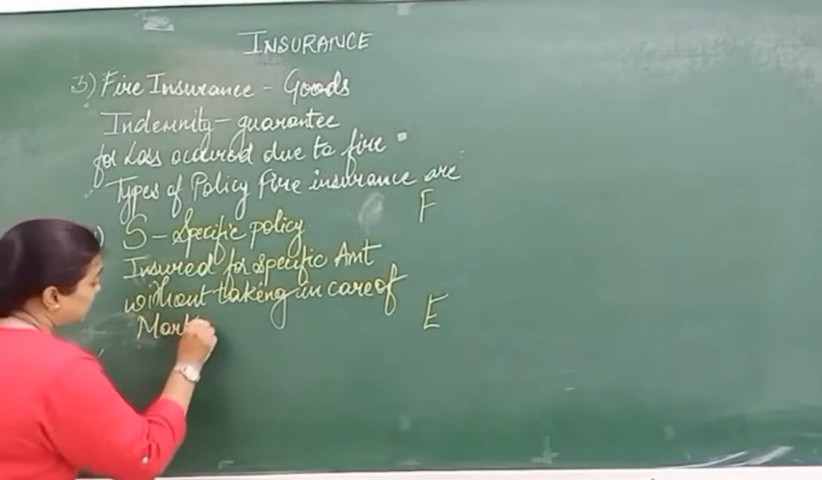 INSURANCE
3) Fire Insurance - Goods
Indemnity - guarantee
for Loss occured due to fire
Types of Policy fire insurance are
F
) S - Specific policy
Insured for specific Amt
without taking in care of
E
Mark